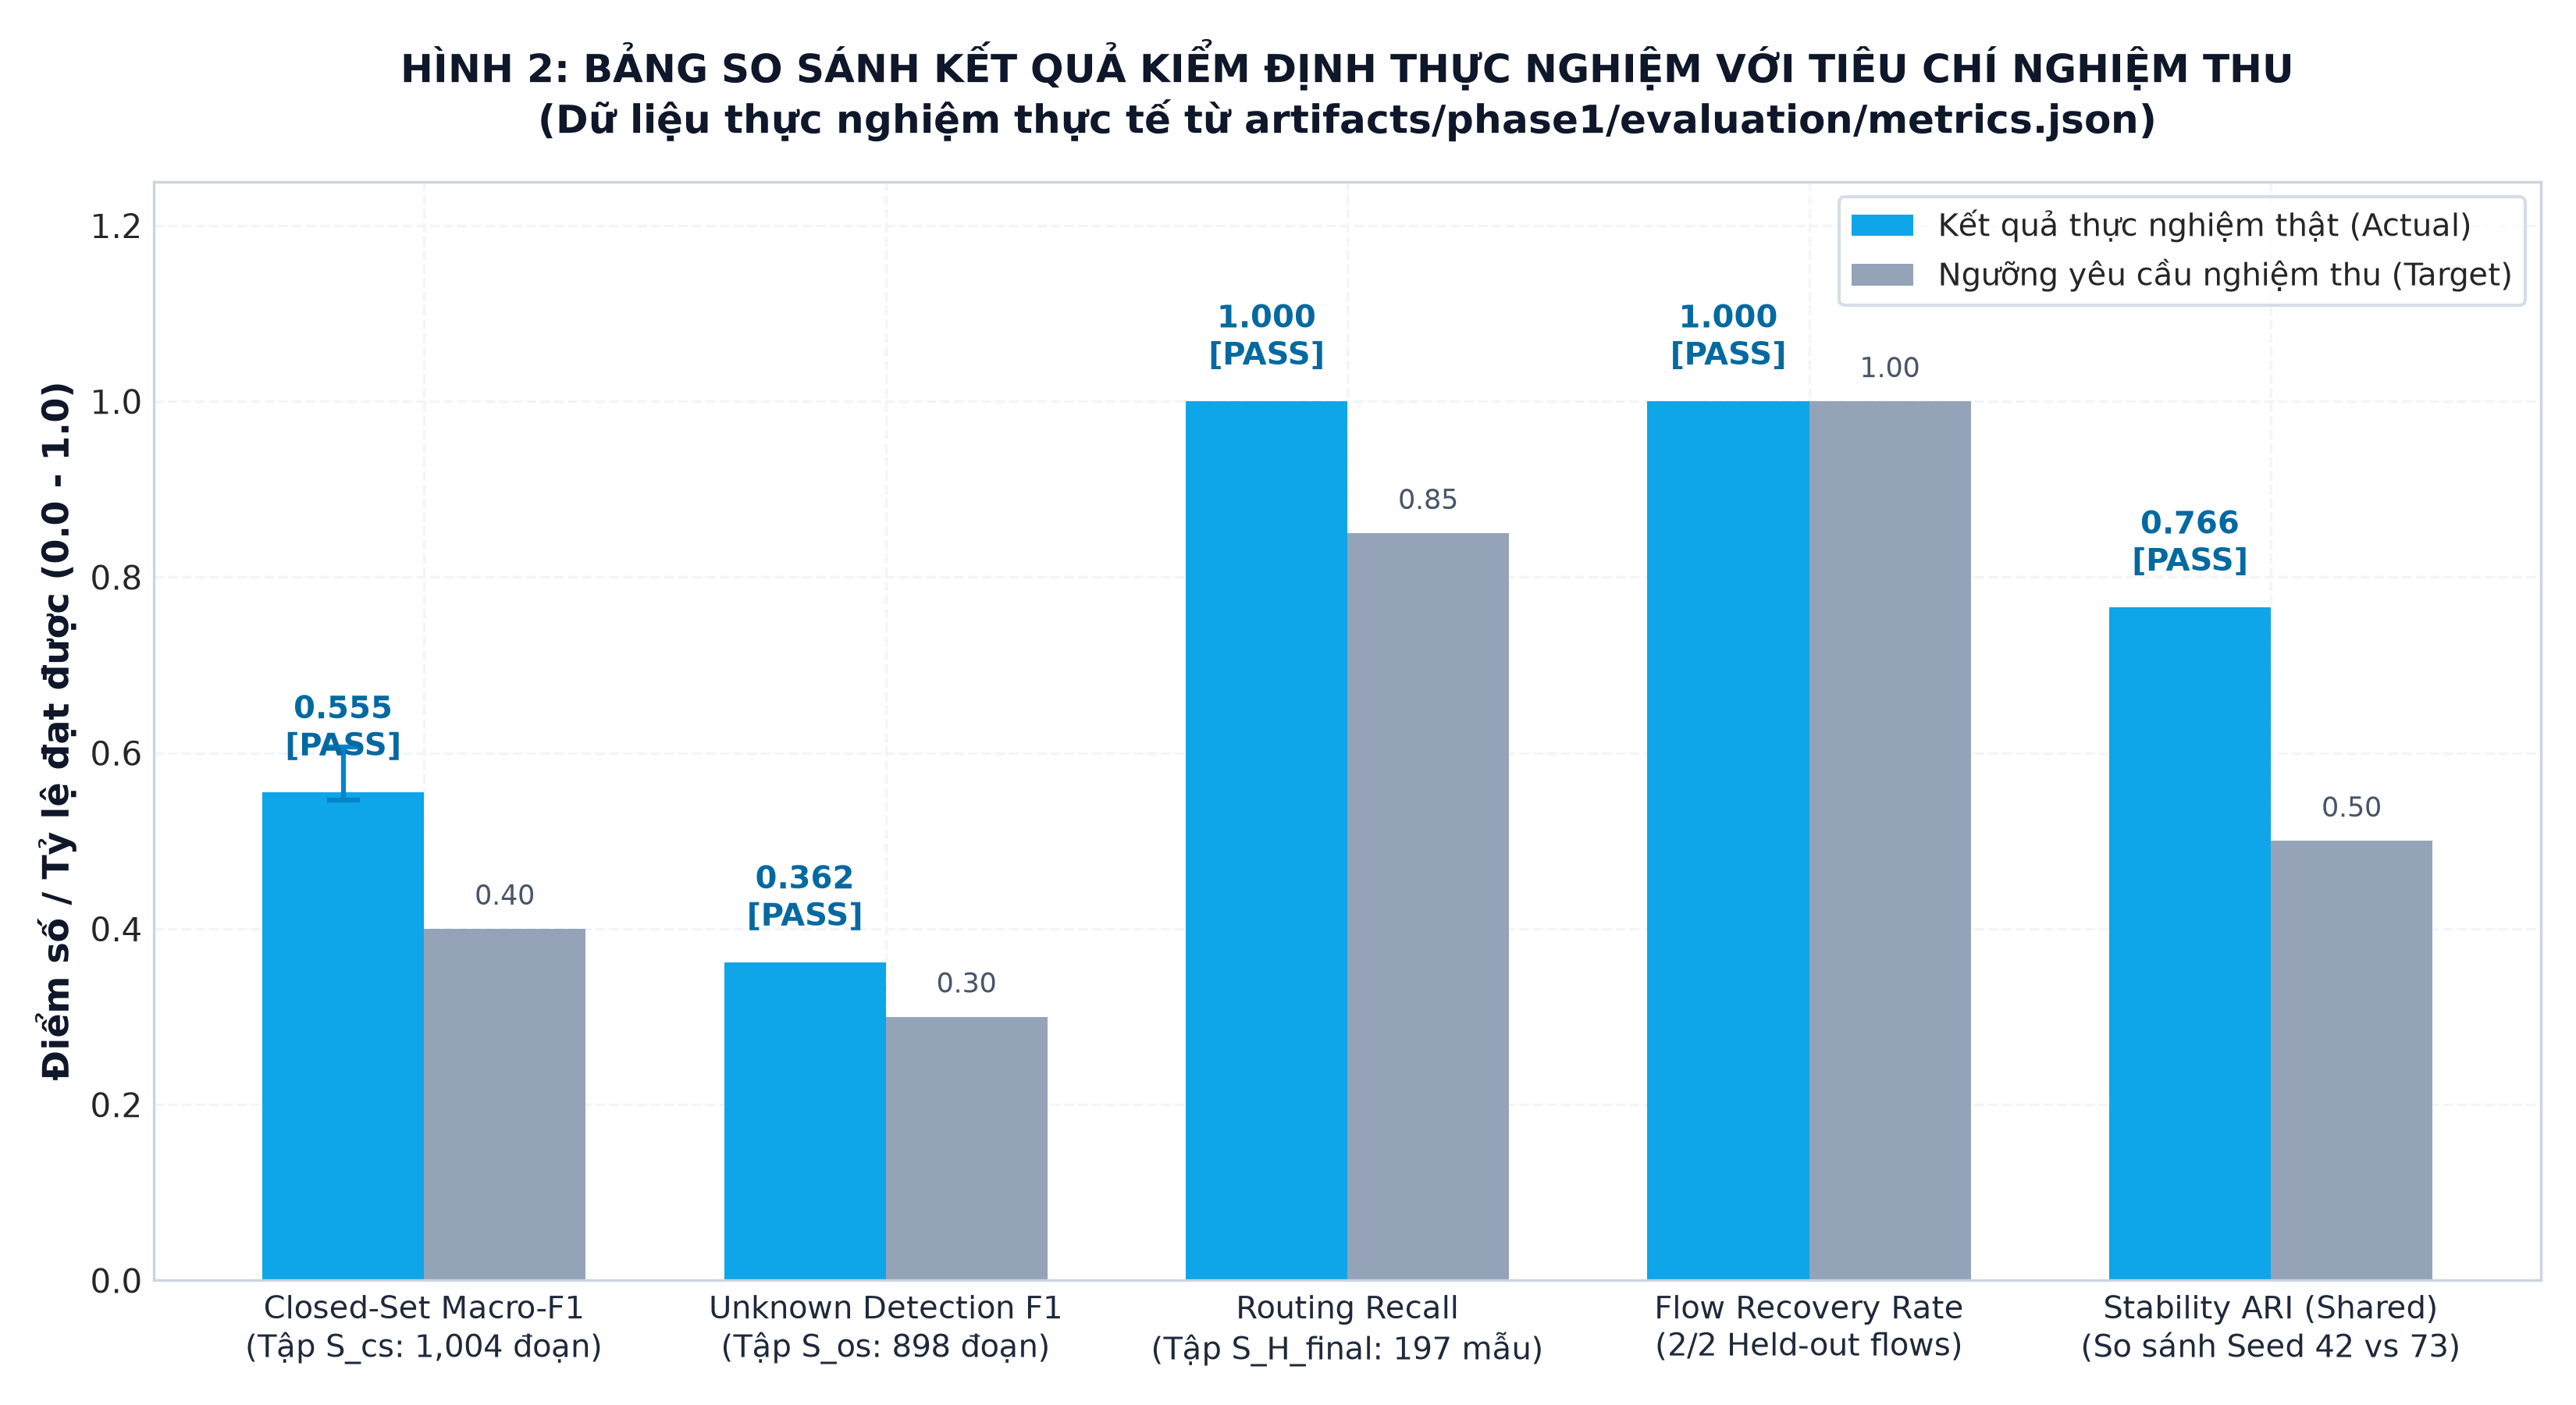 HÌNH 2: BẢNG SO SÁNH KẾT QUẢ KIỂM ĐỊNH THỰC NGHIỆM VỚI TIÊU CHÍ NGHIỆM THU
(Dữ liệu thực nghiệm thực tế từ artifacts/phase1/evaluation/metrics.json)
Kết quả thực nghiệm thật (Actual)
Ngưỡng yêu cầu nghiệm thu (Target)
Điểm số / Tỷ lệ đạt được (0.0 - 1.0)
1.2
1.0
0.8
0.6
0.4
0.2
0.0
0.555
[PASS]
0.40
0.362
[PASS]
0.30
1.000
[PASS]
0.85
1.000
[PASS]
1.00
0.766
[PASS]
0.50
Closed-Set Macro-F1
(Tập S_cs: 1,004 đoạn)
Unknown Detection F1
(Tập S_os: 898 đoạn)
Routing Recall
(Tập S_H_final: 197 mẫu)
Flow Recovery Rate
(2/2 Held-out flows)
Stability ARI (Shared)
(So sánh Seed 42 vs 73)